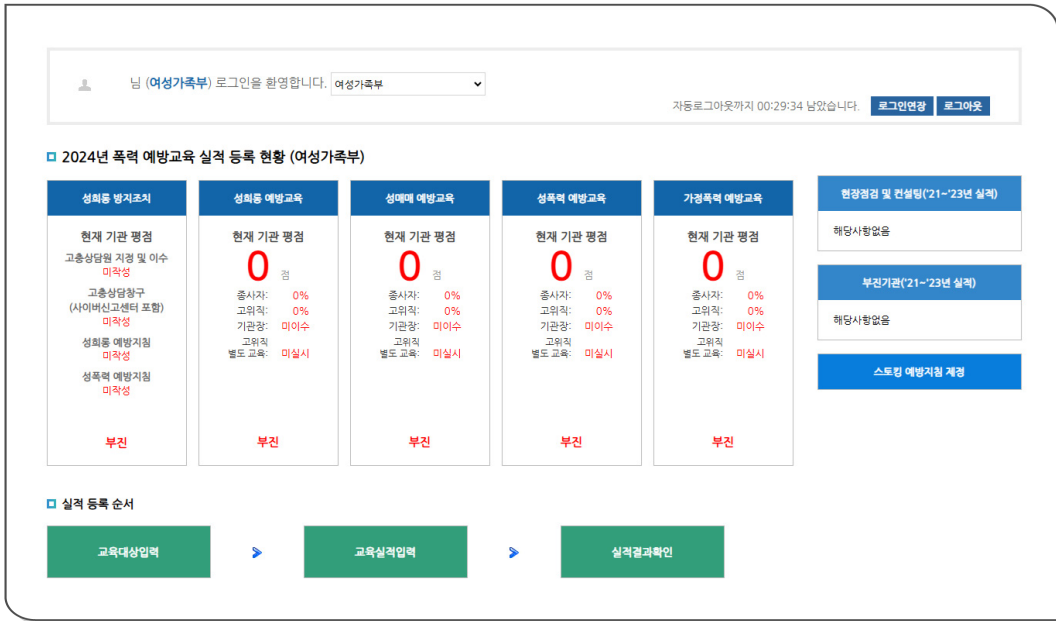 님 (여성가족부) 로그인을 환영합니다. 여성가족부
자동로그아웃까지 00:29:34 남았습니다. 로그인연장 로그아웃
2024년 폭력 예방교육 실적 등록 현황 (여성가족부)
성희롱 방지조치
현재 기관 평점
고충상담원 지정 및 이수
미작성
고충상담창구
(사이버신고센터 포함)
미작성
성희롱 예방지침
미작성
성폭력 예방지침
미작성
부진
성희롱 예방교육
현재 기관 평점
0 점
종사자: 0%
고위직: 0%
기관장: 미이수
고위직
별도 교육: 미실시
부진
성매매 예방교육
현재 기관 평점
0 점
종사자: 0%
고위직: 0%
기관장: 미이수
고위직
별도 교육: 미실시
부진
성폭력 예방교육
현재 기관 평점
0 점
종사자: 0%
고위직: 0%
기관장: 미이수
고위직
별도 교육: 미실시
부진
가정폭력 예방교육
현재 기관 평점
0 점
종사자: 0%
고위직: 0%
기관장: 미이수
고위직
별도 교육: 미실시
부진
현장점검 및 컨설팅('21~'23년 실적)
해당사항없음
부진기관('21~'23년 실적)
해당사항없음
스토킹 예방지침 제정
실적 등록 순서
교육대상입력
교육실적입력
실적결과확인